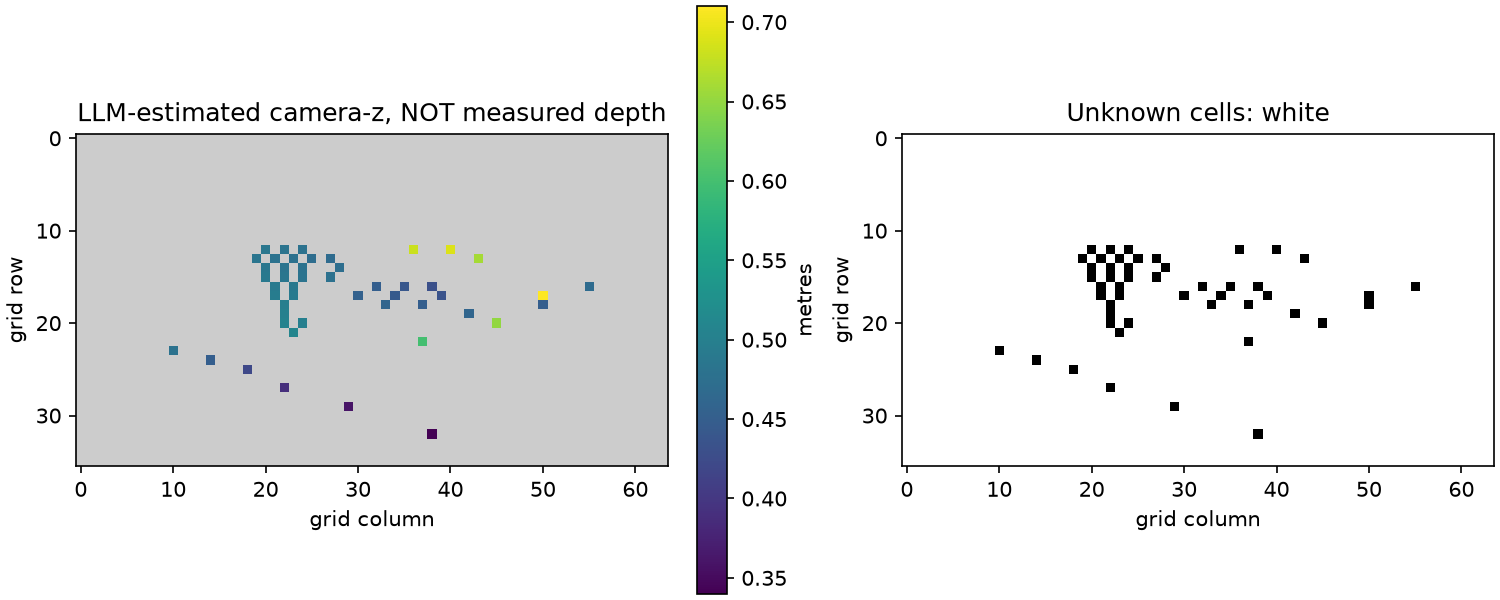 LLM-estimated camera-z, NOT measured depth
0
10
20
30
grid row
0 10 20 30 40 50 60
grid column
0.70
0.65
0.60
0.55
0.50
0.45
0.40
0.35
metres
Unknown cells: white
0
10
20
30
grid row
0 10 20 30 40 50 60
grid column